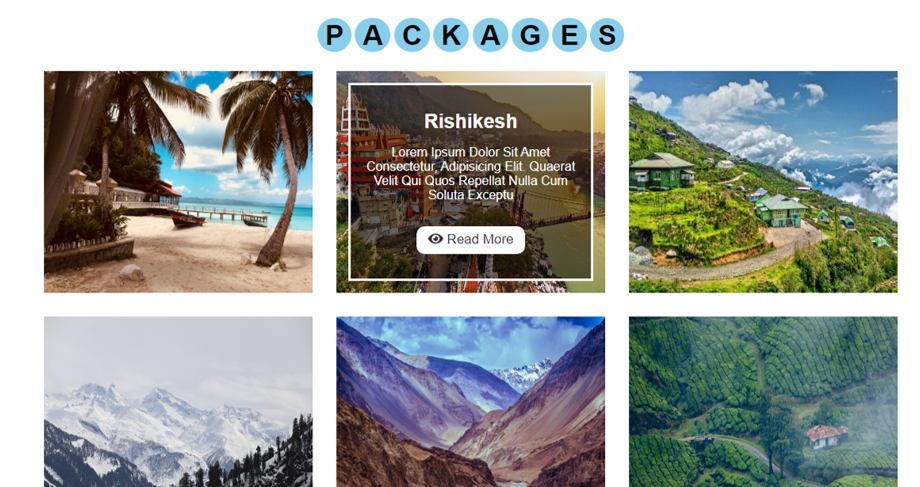 PACKAGES
Rishikesh
Lorem Ipsum Dolor Sit Amet
Consectetur, Adipisicing Elit. Quaerat
Velit Qui Quos Repellat Nulla Cum
Soluta Exceptu
Read More